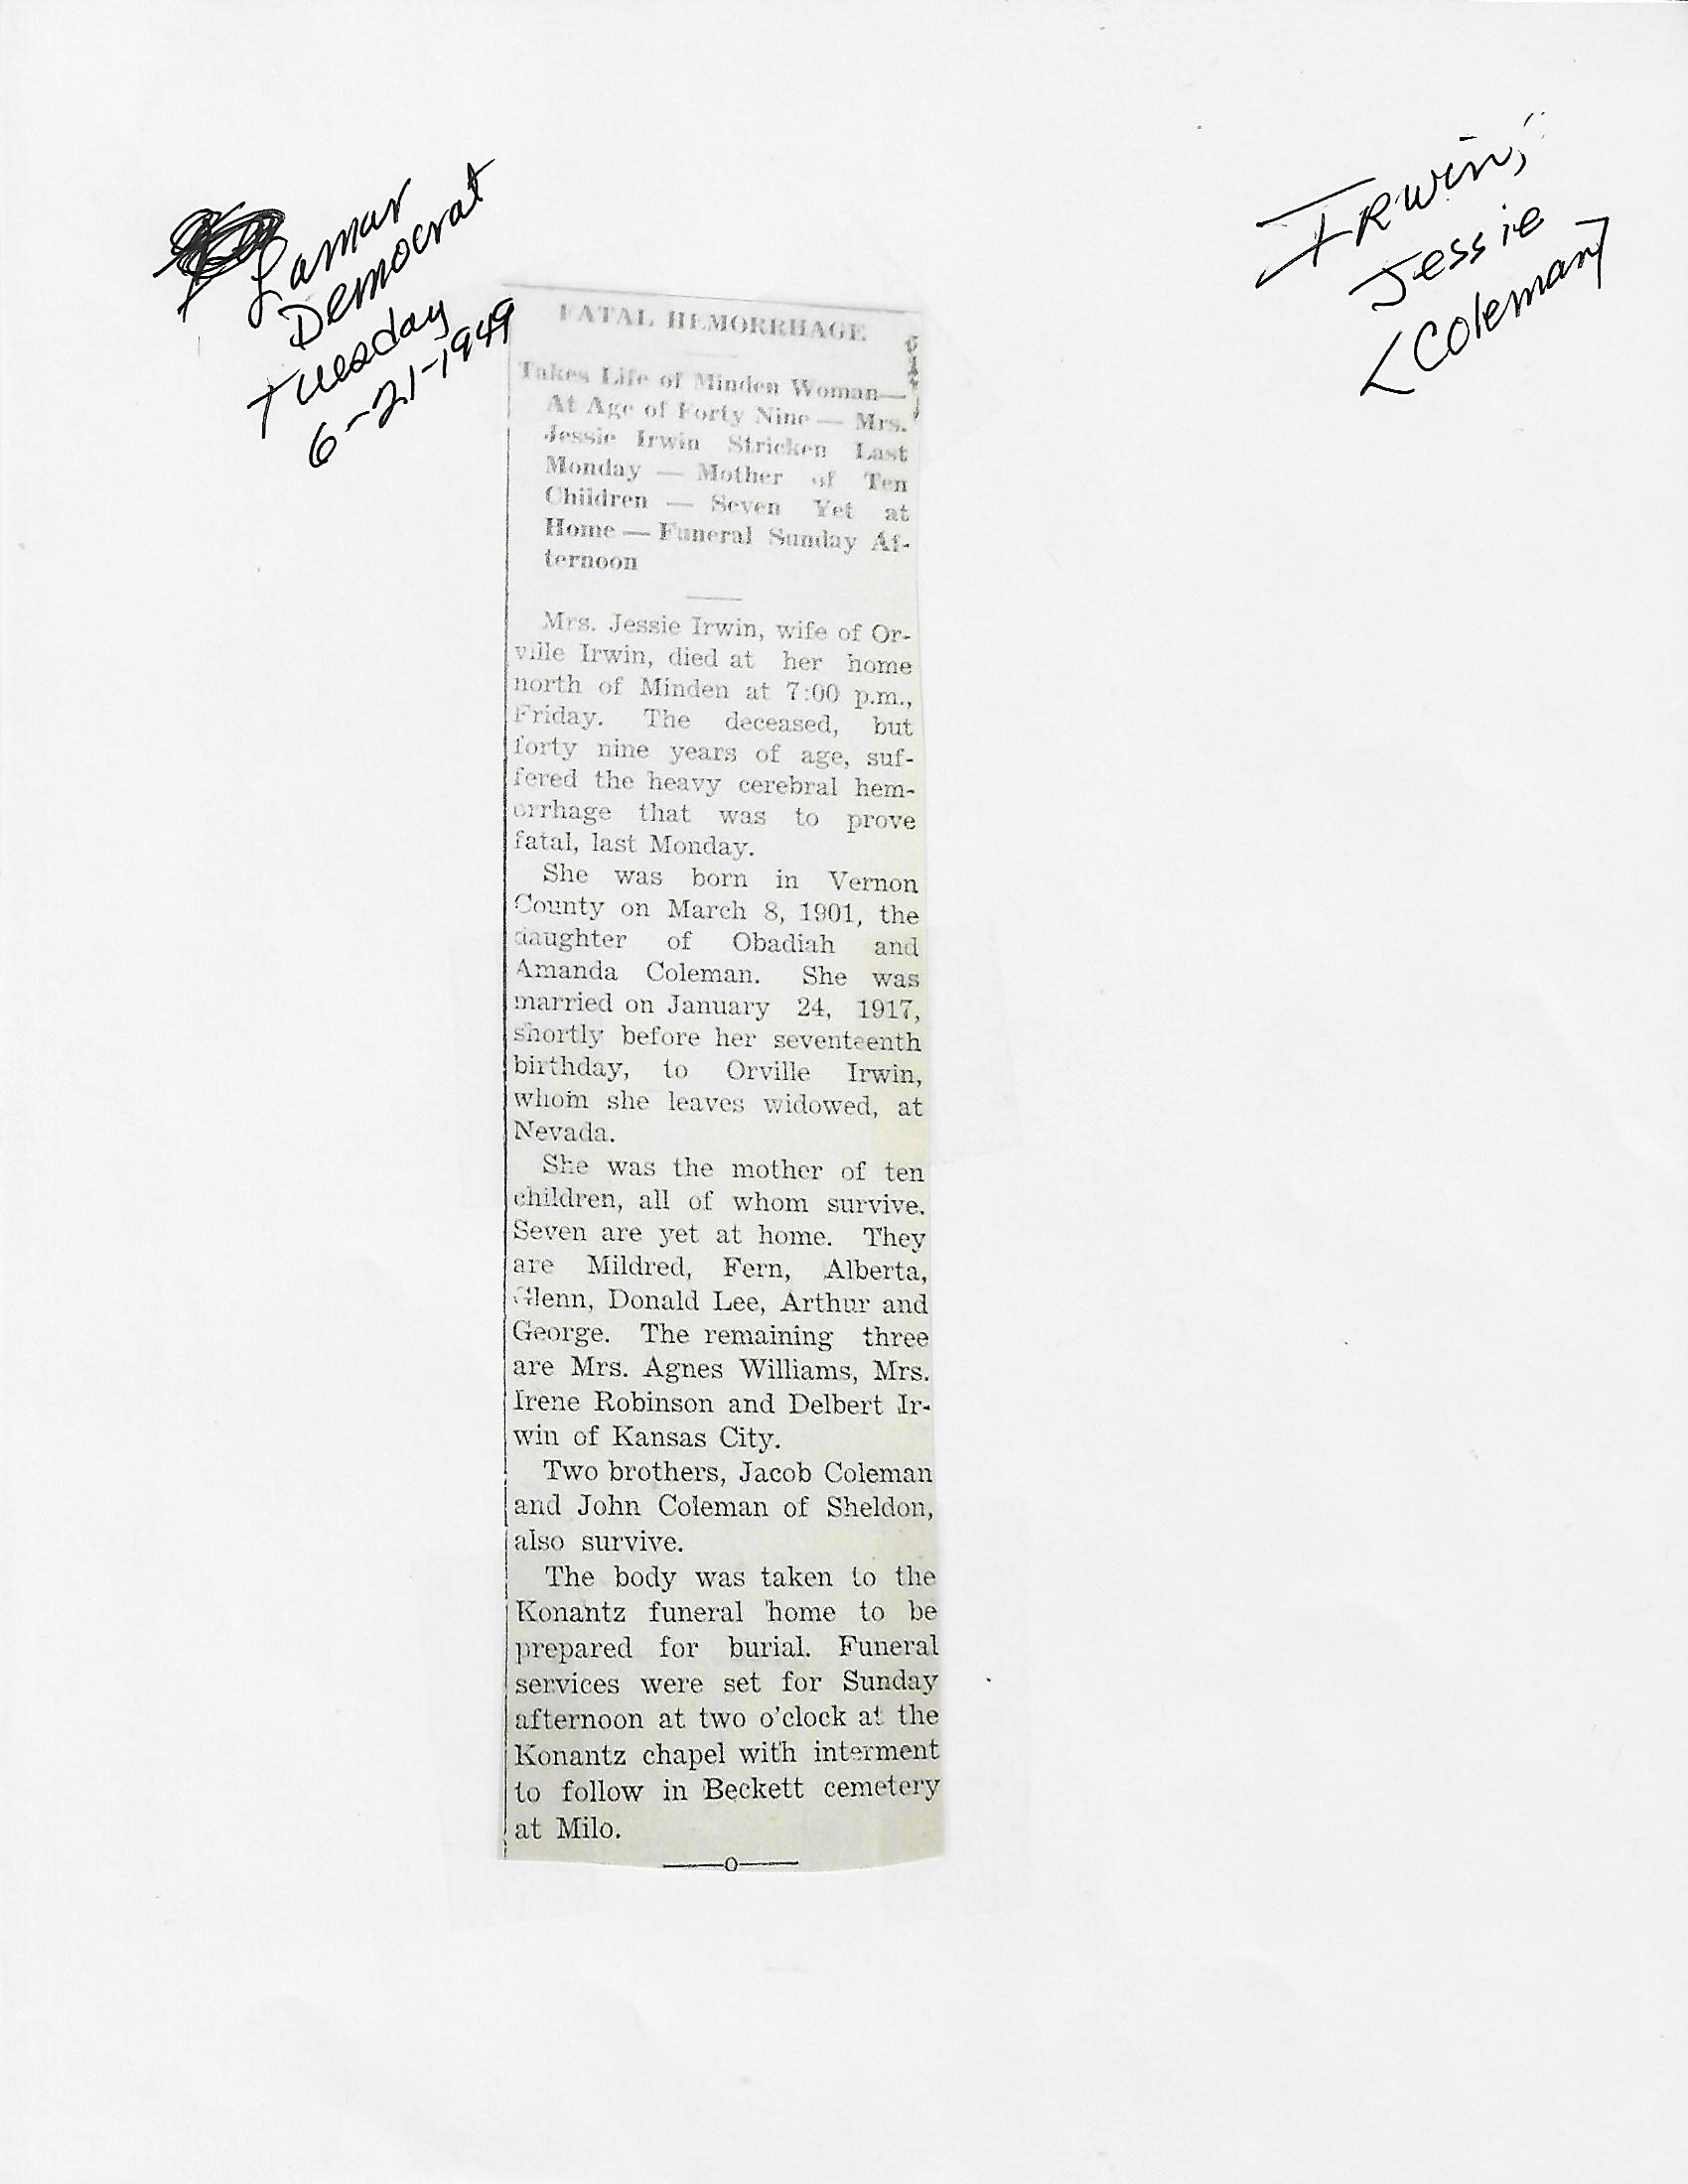 Lamar
Democrat
Tuesday
6-21-1949
IRwin,
Jessie
<Coleman>
FATAL HEMORRHAGE
Takes Life of Minden Woman—
At Age of Forty Nine — Mrs.
Jessie Irwin Stricken Last
Monday — Mother of Ten
Children — Seven Yet at
Home — Funeral Sunday Af-
ternoon
Mrs. Jessie Irwin, wife of Or-
ville Irwin, died at her home
north of Minden at 7:00 p.m.,
Friday. The deceased, but
forty nine years of age, suf-
fered the heavy cerebral hem-
orrhage that was to prove
fatal, last Monday.
She was born in Vernon
County on March 8, 1901, the
daughter of Obadiah and
Amanda Coleman. She was
married on January 24, 1917,
shortly before her seventeenth
birthday, to Orville Irwin,
whom she leaves widowed, at
Nevada.
She was the mother of ten
children, all of whom survive.
Seven are yet at home. They
are Mildred, Fern, Alberta,
Glenn, Donald Lee, Arthur and
George. The remaining three
are Mrs. Agnes Williams, Mrs.
Irene Robinson and Delbert Ir-
win of Kansas City.
Two brothers, Jacob Coleman
and John Coleman of Sheldon,
also survive.
The body was taken to the
Konantz funeral home to be
prepared for burial. Funeral
services were set for Sunday
afternoon at two o'clock at the
Konantz chapel with interment
to follow in Beckett cemetery
at Milo.